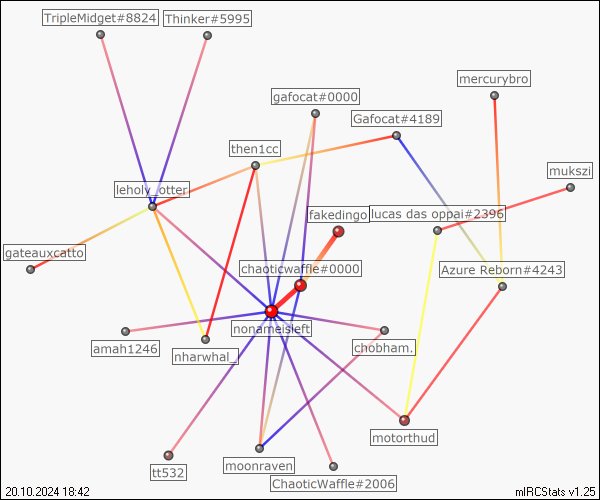 TripleMidget#8824
Thinker#5995
mercurybro
gafocat#0000
Gafocat#4189
then1cc
mukszi
leholy_otter
fakedingo
lucas das oppai#2396
gateauxcatto
chaoticwaffle#0000
Azure Reborn#4243
nonameisleft
amah1246
nharwhal_
chobham.
motorthud
tt532
moonraven
ChaoticWaffle#2006
20.10.2024 18:42
mIRCStats v1.25